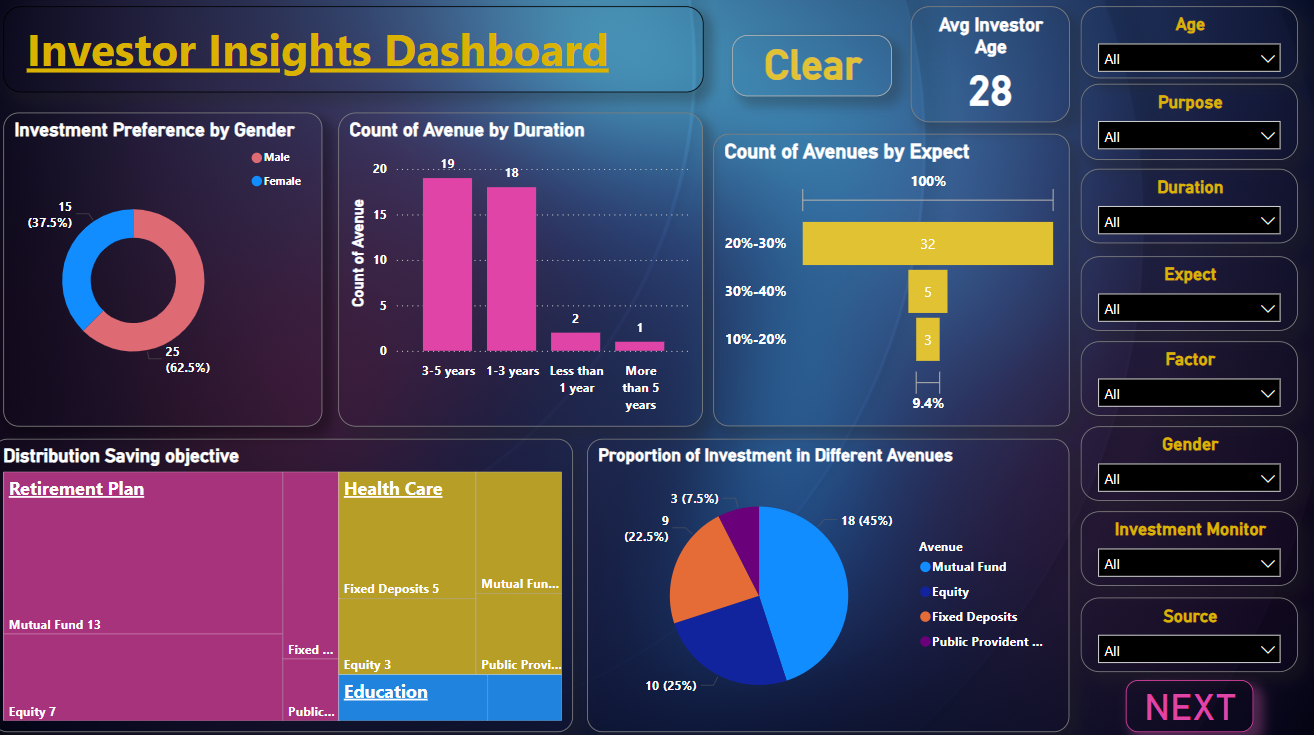 Investor Insights Dashboard
Clear
Avg Investor
Age
28
Age
All
Purpose
All
Duration
All
Expect
All
Factor
All
Gender
All
Investment Monitor
All
Source
All
NEXT
Investment Preference by Gender
Male
Female
15
(37.5%)
25
(62.5%)
Count of Avenue by Duration
Count of Avenue
20
15
10
5
0
19
18
2
1
3-5 years
1-3 years
Less than
1 year
More
than 5
years
Count of Avenues by Expect
100%
20%-30%
32
30%-40%
5
10%-20%
3
9.4%
Distribution Saving objective
Retirement Plan
Mutual Fund 13
Equity 7
Fixed ...
Public...
Health Care
Fixed Deposits 5
Equity 3
Mutual Fun...
Public Provi...
Education
Proportion of Investment in Different Avenues
3 (7.5%)
9
(22.5%)
18 (45%)
10 (25%)
Avenue
Mutual Fund
Equity
Fixed Deposits
Public Provident ...